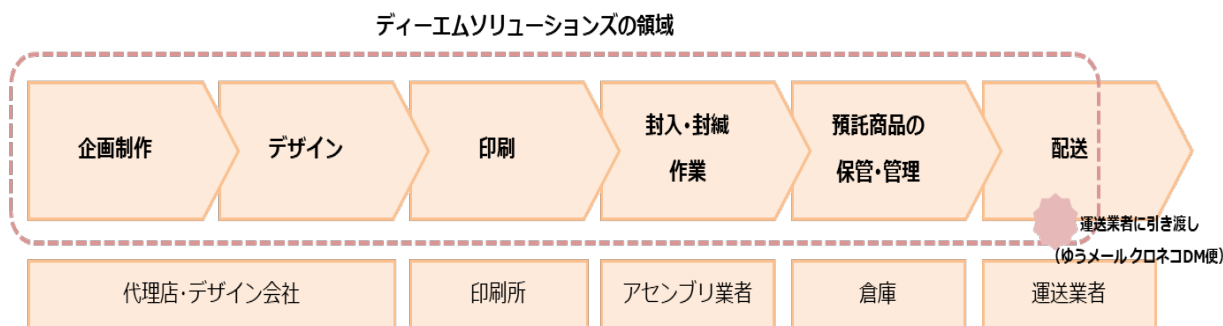 ディーエムソリューションズの領域
企画制作
デザイン
印刷
封入・封緘
作業
預託商品の
保管・管理
配送
運送業者に引き渡し
(ゆうメール クロネコDM便)
代理店・デザイン会社
印刷所
アセンブリ業者
倉庫
運送業者